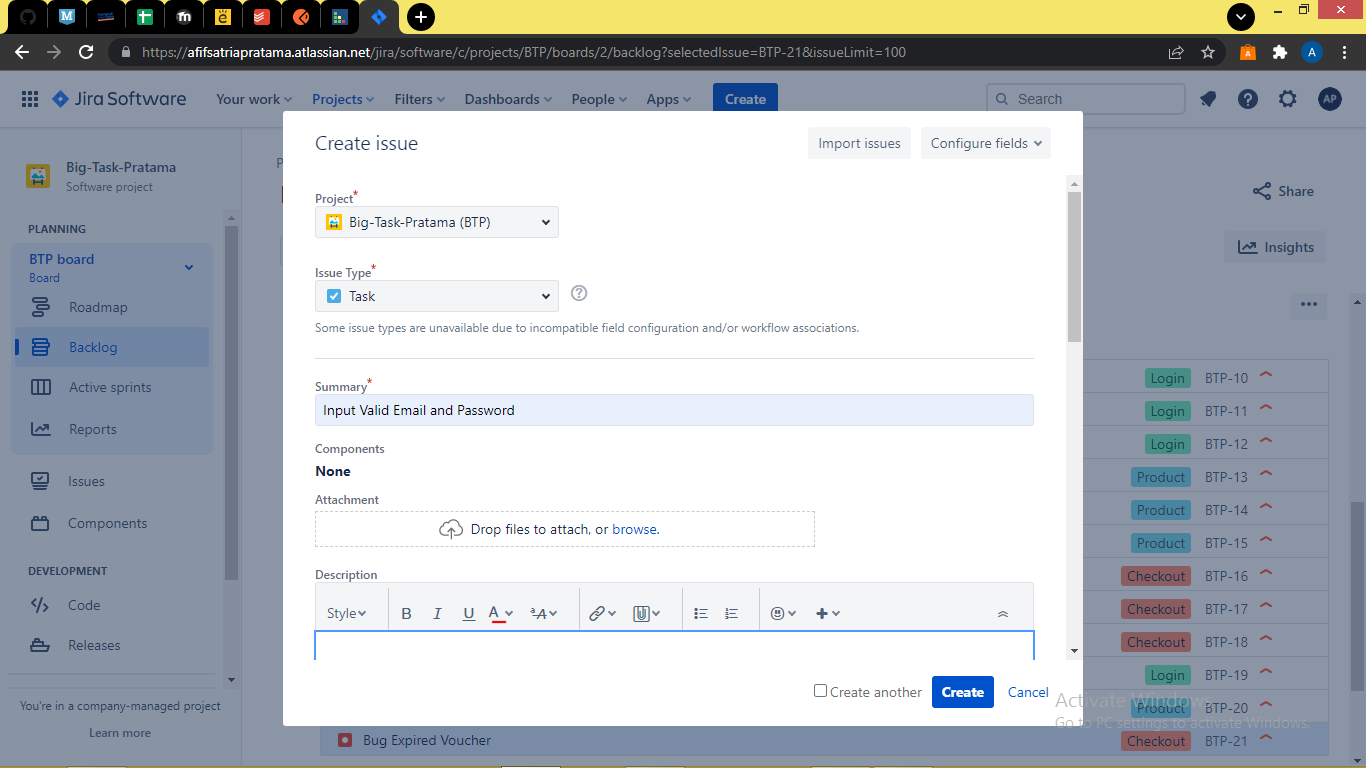 https://afifsatriapratama.atlassian.net/jira/software/c/projects/BTP/boards/2/backlog?selectedIssue=BTP-21&issueLimit=100
A
Jira Software
Your work
Projects
Filters
Dashboards
People
Apps
Create
Search
AP
Big-Task-Pratama
Software project
PLANNING
BTP board
Board
Roadmap
Backlog
Active sprints
Reports
Issues
Components
DEVELOPMENT
Code
Releases
You're in a company-managed project
Learn more
Create issue
Import issues
Configure fields
Project*
Big-Task-Pratama (BTP)
Issue Type*
Task
Some issue types are unavailable due to incompatible field configuration and/or workflow associations.
Summary*
Input Valid Email and Password
Components
None
Attachment
Drop files to attach, or browse.
Description
Style
B I U A ªA
Create another
Create
Cancel
Share
Insights
Login BTP-10
Login BTP-11
Login BTP-12
Product BTP-13
Product BTP-14
Product BTP-15
Checkout BTP-16
Checkout BTP-17
Checkout BTP-18
Login BTP-19
Product BTP-20
Bug Expired Voucher Checkout BTP-21
Activate Windows
Go to PC settings to activate Windows.